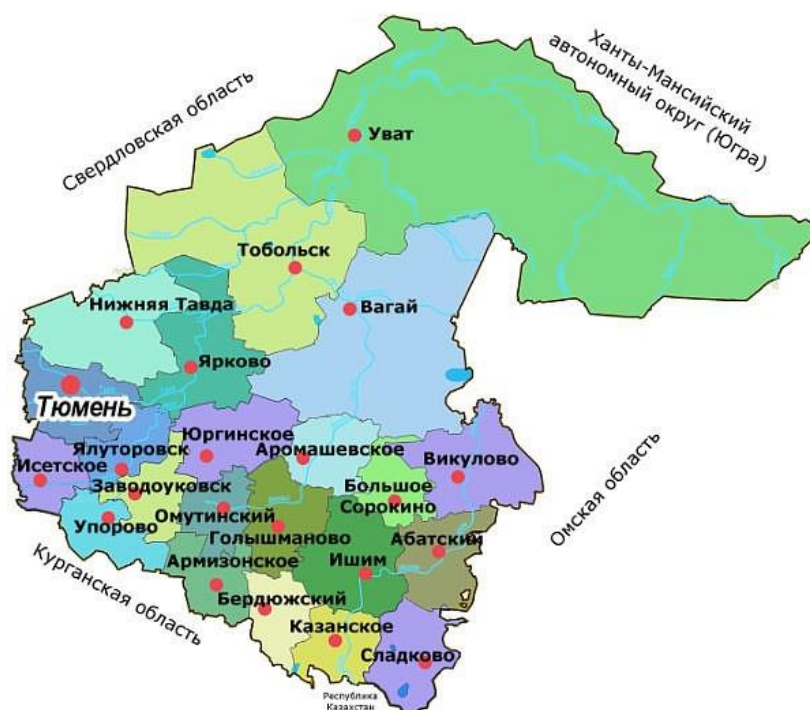 Ханты-Мансийский
автономный округ (Югра)
Свердловская область
Уват
Тобольск
Нижняя Тавда
Вагай
Ярково
Тюмень
Юргинское
Ялуторовск
Аромашевское
Исетское
Викулово
Заводоуковск
Большое
Сорокино
Омутинский
Упорово
Голышманово
Абатский
Омская область
Армизонское
Ишим
Курганская область
Бердюжский
Казанское
Сладково
Республика
Казахстан